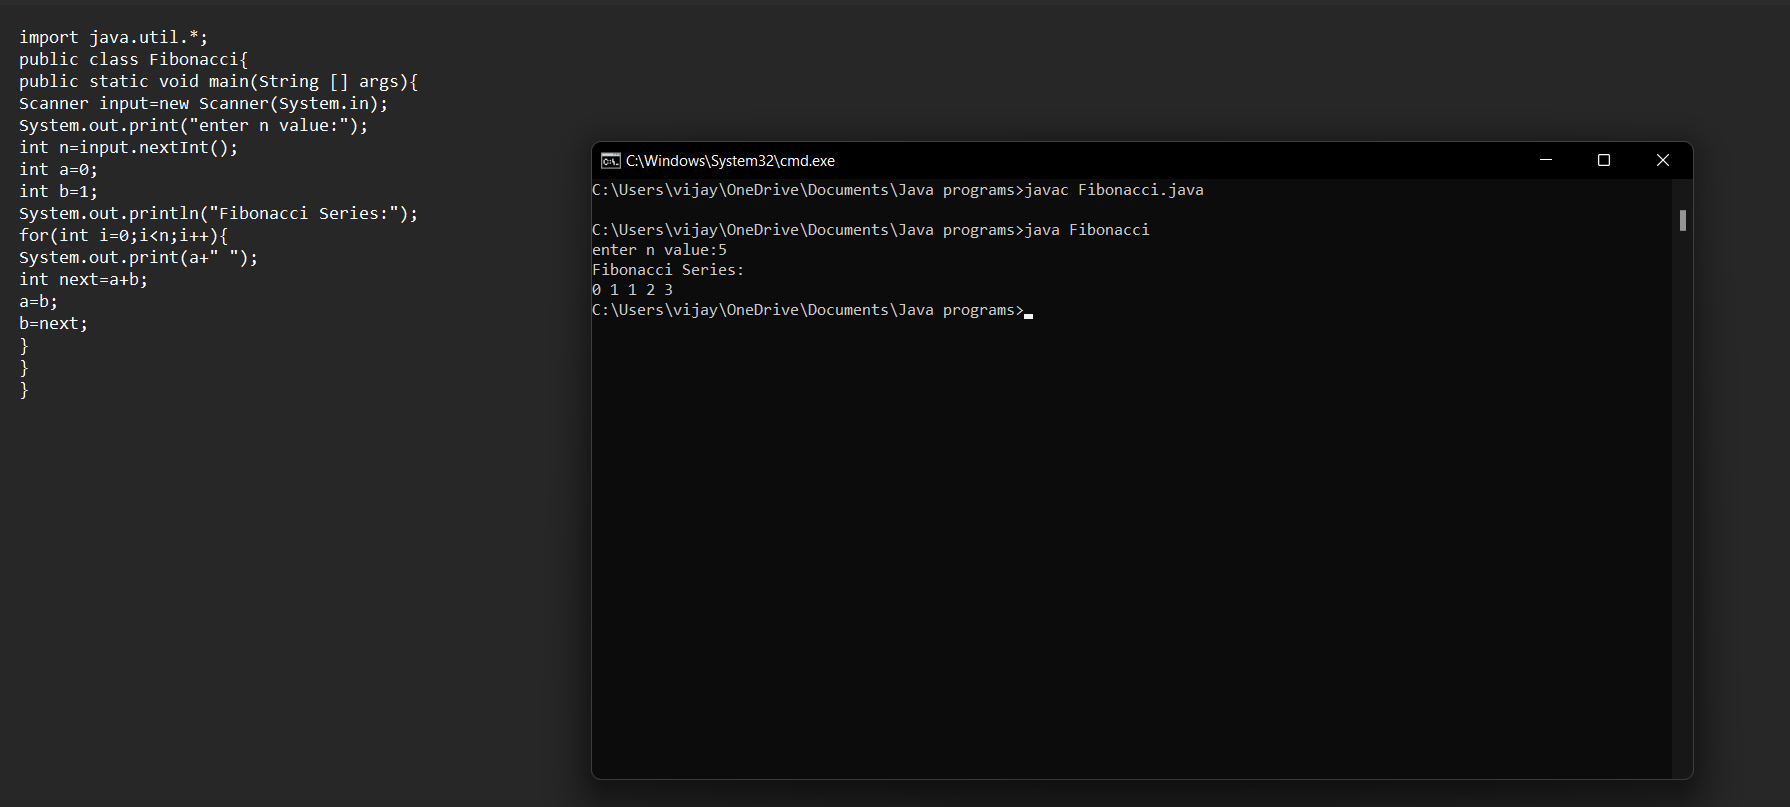 import java.util.*;
public class Fibonacci{
public static void main(String [] args){
Scanner input=new Scanner(System.in);
System.out.print("enter n value:");
int n=input.nextInt();
int a=0;
int b=1;
System.out.println("Fibonacci Series:");
for(int i=0;i<n;i++){
System.out.print(a+" ");
int next=a+b;
a=b;
b=next;
}
}
}
C:\Windows\System32\cmd.exe
C:\Users\vijay\OneDrive\Documents\Java programs>javac Fibonacci.java
C:\Users\vijay\OneDrive\Documents\Java programs>java Fibonacci
enter n value:5
Fibonacci Series:
0 1 1 2 3
C:\Users\vijay\OneDrive\Documents\Java programs>